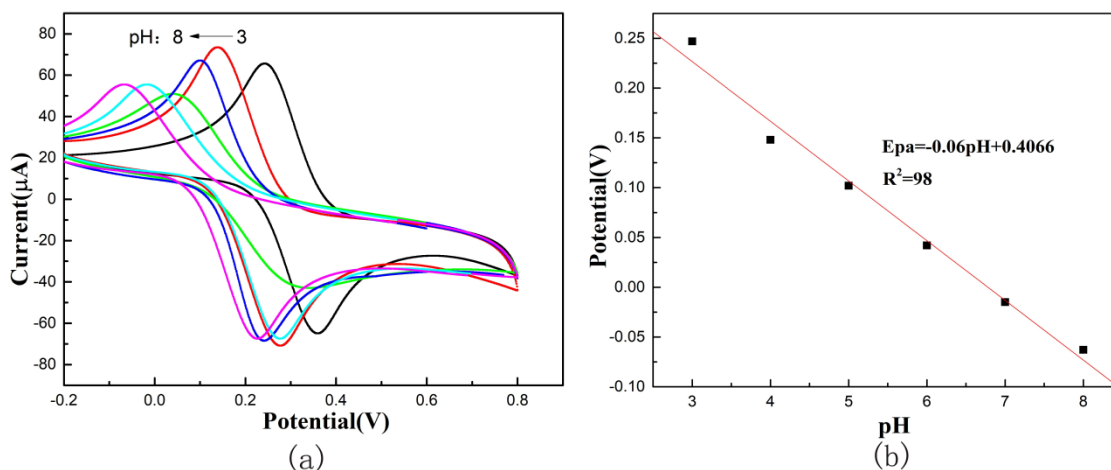 pH: 8 3
80
60
40
20
0
-20
-40
-60
-80
Current(μA)
-0.2 0.0 0.2 0.4 0.6 0.8
Potential(V)
(a)
0.25
0.20
0.15
0.10
0.05
0.00
-0.05
-0.10
Potential(V)
Epa=-0.06pH+0.4066
R²=98
3 4 5 6 7 8
pH
(b)